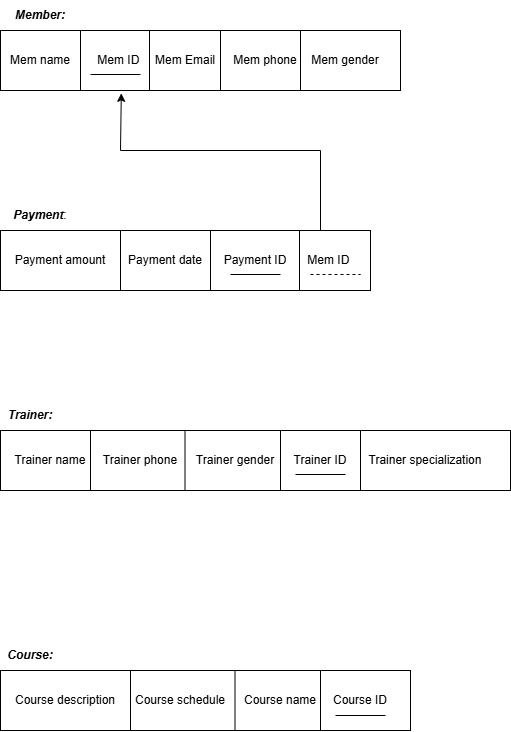 Member:
Mem name Mem ID Mem Email Mem phone Mem gender
Payment:
Payment amount Payment date Payment ID Mem ID
Trainer:
Trainer name Trainer phone Trainer gender Trainer ID Trainer specialization
Course:
Course description Course schedule Course name Course ID